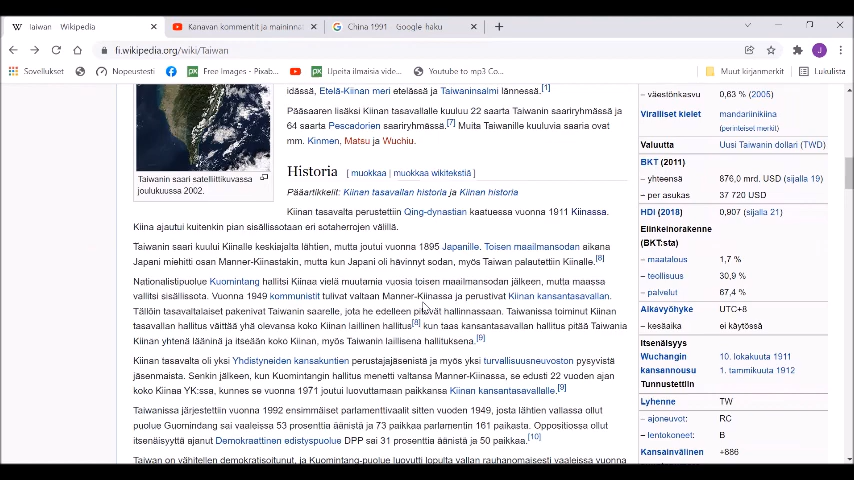 Taiwan – Wikipedia
Kanavan kommentit ja maininna
China 1991 - Google-haku
fi.wikipedia.org/wiki/Taiwan
J
Sovellukset
Nopeustesti
Free Images - Pixab...
Upeita ilmaisia vide...
Youtube to mp3 Co...
Muut kirjanmerkit
Lukulista
idässä, Etelä-Kiinan meri etelässä ja Taiwaninsalmi lännessä.[1]
Pääsaaren lisäksi Kiinan tasavallalle kuuluu 22 saarta Taiwanin saariryhmässä ja
64 saarta Pescadorien saariryhmässä.[7] Muita Taiwanille kuuluvia saaria ovat
mm. Kinmen, Matsu ja Wuchiu.
Taiwanin saari satelliittikuvassa
joulukuussa 2002.
Historia [ muokkaa | muokkaa wikitekstiä ]
Pääartikkelit: Kiinan tasavallan historia ja Kiinan historia
Kiinan tasavalta perustettiin Qing-dynastian kaatuessa vuonna 1911 Kiinassa.
Kiina ajautui kuitenkin pian sisällissotaan eri sotaherrojen välillä.
Taiwanin saari kuului Kiinalle keskiajalta lähtien, mutta joutui vuonna 1895 Japanille. Toisen maailmansodan aikana
Japani miehitti osan Manner-Kiinastakin, mutta kun Japani oli hävinnyt sodan, myös Taiwan palautettiin Kiinalle.[8]
Nationalistipuolue Kuomintang hallitsi Kiinaa vielä muutamia vuosia toisen maailmansodan jälkeen, mutta maassa
vallitsi sisällissota. Vuonna 1949 kommunistit tulivat valtaan Manner-Kiinassa ja perustivat Kiinan kansantasavallan.
Tällöin tasavaltalaiset pakenivat Taiwanin saarelle, jota he edelleen pitävät hallinnassaan. Taiwanissa toiminut Kiinan
tasavallan hallitus väittää yhä olevansa koko Kiinan laillinen hallitus[8] kun taas kansantasavallan hallitus pitää Taiwania
Kiinan yhtenä lääninä ja itseään koko Kiinan, myös Taiwanin laillisena hallituksena.[9]
Kiinan tasavalta oli yksi Yhdistyneiden kansakuntien perustajajäsenistä ja myös yksi turvallisuusneuvoston pysyvistä
jäsenmaista. Senkin jälkeen, kun Kuomintangin hallitus menetti valtansa Manner-Kiinassa, se edusti 22 vuoden ajan
koko Kiinaa YK:ssa, kunnes se vuonna 1971 joutui luovuttamaan paikkansa Kiinan kansantasavallalle.[9]
Taiwanissa järjestettiin vuonna 1992 ensimmäiset parlamenttivaalit sitten vuoden 1949, josta lähtien vallassa ollut
puolue Guomindang sai vaaleissa 53 prosenttia äänistä ja 73 paikkaa parlamentin 161 paikasta. Oppositiossa ollut
itsenäisyyttä ajanut Demokraattinen edistyspuolue DPP sai 31 prosenttia äänistä ja 50 paikkaa.[10]
Taiwan on vähitellen demokratisoitunut, ja Kuomintang-puolue luovutti lopulta vallan rauhanomaisesti vaaleissa vuonna
– väestönkasvu 0,63 % (2005)
Viralliset kielet mandariinikiina
(perinteiset merkit)
Valuutta Uusi Taiwanin dollari (TWD)
BKT (2011)
– yhteensä 876,0 mrd. USD (sijalla 19)
– per asukas 37 720 USD
HDI (2018) 0,907 (sijalla 21)
Elinkeinorakenne
(BKT:sta)
– maatalous 1,7 %
– teollisuus 30,9 %
– palvelut 67,4 %
Aikavyöhyke UTC+8
– kesäaika ei käytössä
Itsenäisyys
Wuchangin 10. lokakuuta 1911
kansannousu 1. tammikuuta 1912
Tunnustettiin
Lyhenne TW
– ajoneuvot: RC
– lentokoneet: B
Kansainvälinen +886